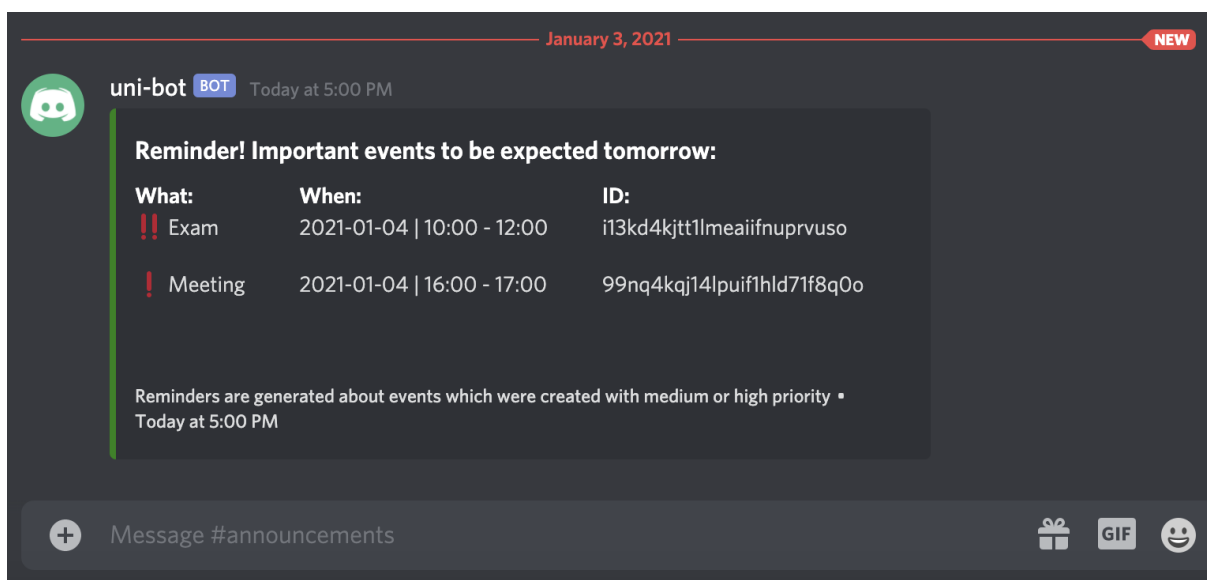 January 3, 2021
NEW
uni-bot BOT Today at 5:00 PM
Reminder! Important events to be expected tomorrow:
What: When: ID:
‼ Exam 2021-01-04 | 10:00 - 12:00 i13kd4kjtt1lmeaiifnuprvuso
❗ Meeting 2021-01-04 | 16:00 - 17:00 99nq4kqj14lpuif1hld71f8q0o
Reminders are generated about events which were created with medium or high priority •
Today at 5:00 PM
Message #announcements
GIF